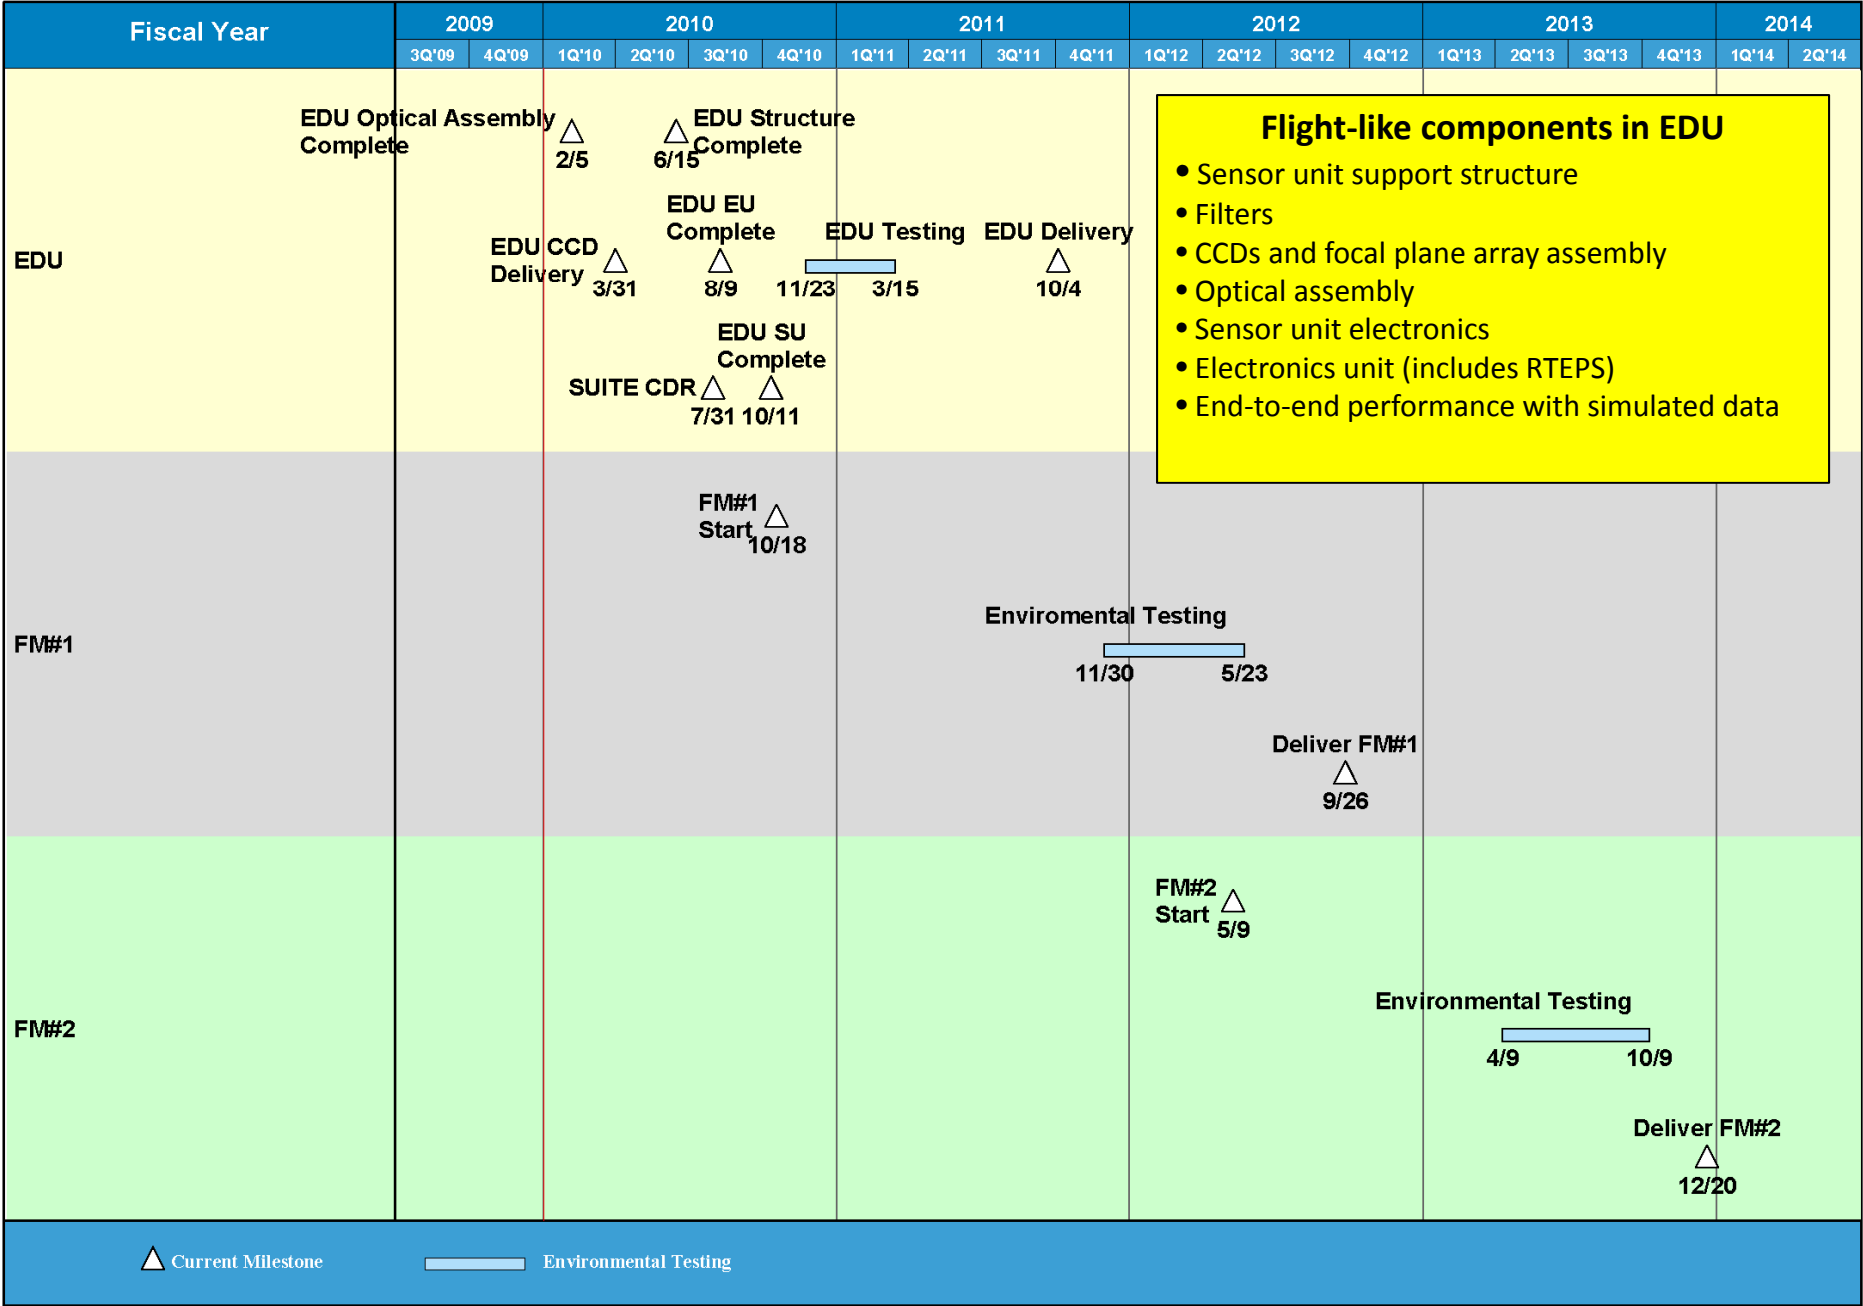 Fiscal Year
2009 2010 2011 2012 2013 2014
3Q'09 4Q'09 1Q'10 2Q'10 3Q'10 4Q'10 1Q'11 2Q'11 3Q'11 4Q'11 1Q'12 2Q'12 3Q'12 4Q'12 1Q'13 2Q'13 3Q'13 4Q'13 1Q'14 2Q'14
EDU Optical Assembly
Complete
2/5
EDU Structure
Complete
6/15
EDU
EDU CCD
Delivery
3/31
EDU EU
Complete
8/9
EDU Testing
11/23 3/15
EDU Delivery
10/4
EDU SU
Complete
SUITE CDR
7/31 10/11
Flight-like components in EDU
• Sensor unit support structure
• Filters
• CCDs and focal plane array assembly
• Optical assembly
• Sensor unit electronics
• Electronics unit (includes RTEPS)
• End-to-end performance with simulated data
FM#1
FM#1
Start
10/18
Enviromental Testing
11/30 5/23
Deliver FM#1
9/26
FM#2
FM#2
Start
5/9
Environmental Testing
4/9 10/9
Deliver FM#2
12/20
Current Milestone
Environmental Testing